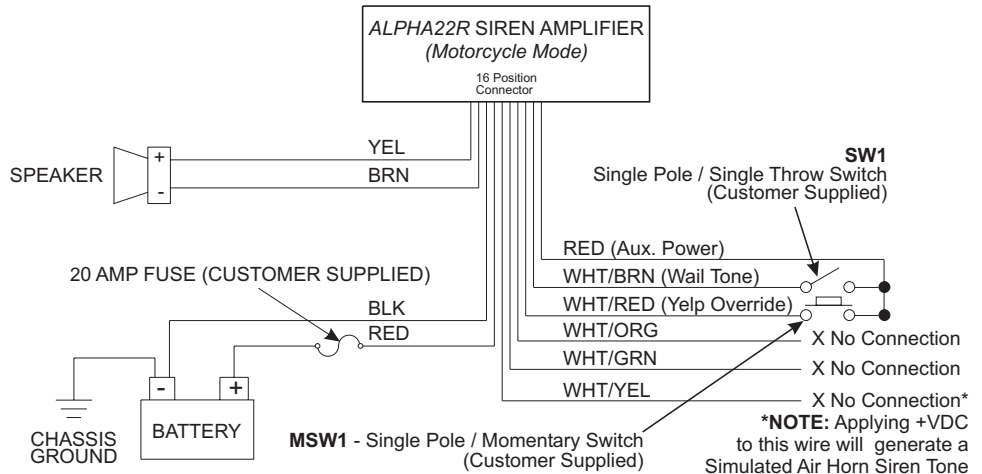 ALPHA22R SIREN AMPLIFIER
(Motorcycle Mode)
16 Position
Connector
YEL
BRN
SPEAKER
+
-
SW1
Single Pole / Single Throw Switch
(Customer Supplied)
RED (Aux. Power)
WHT/BRN (Wail Tone)
WHT/RED (Yelp Override)
WHT/ORG
X No Connection
WHT/GRN
X No Connection
WHT/YEL
X No Connection*
*NOTE: Applying +VDC
to this wire will generate a
Simulated Air Horn Siren Tone
20 AMP FUSE (CUSTOMER SUPPLIED)
BLK
RED
-
+
BATTERY
CHASSIS
GROUND
MSW1 - Single Pole / Momentary Switch
(Customer Supplied)